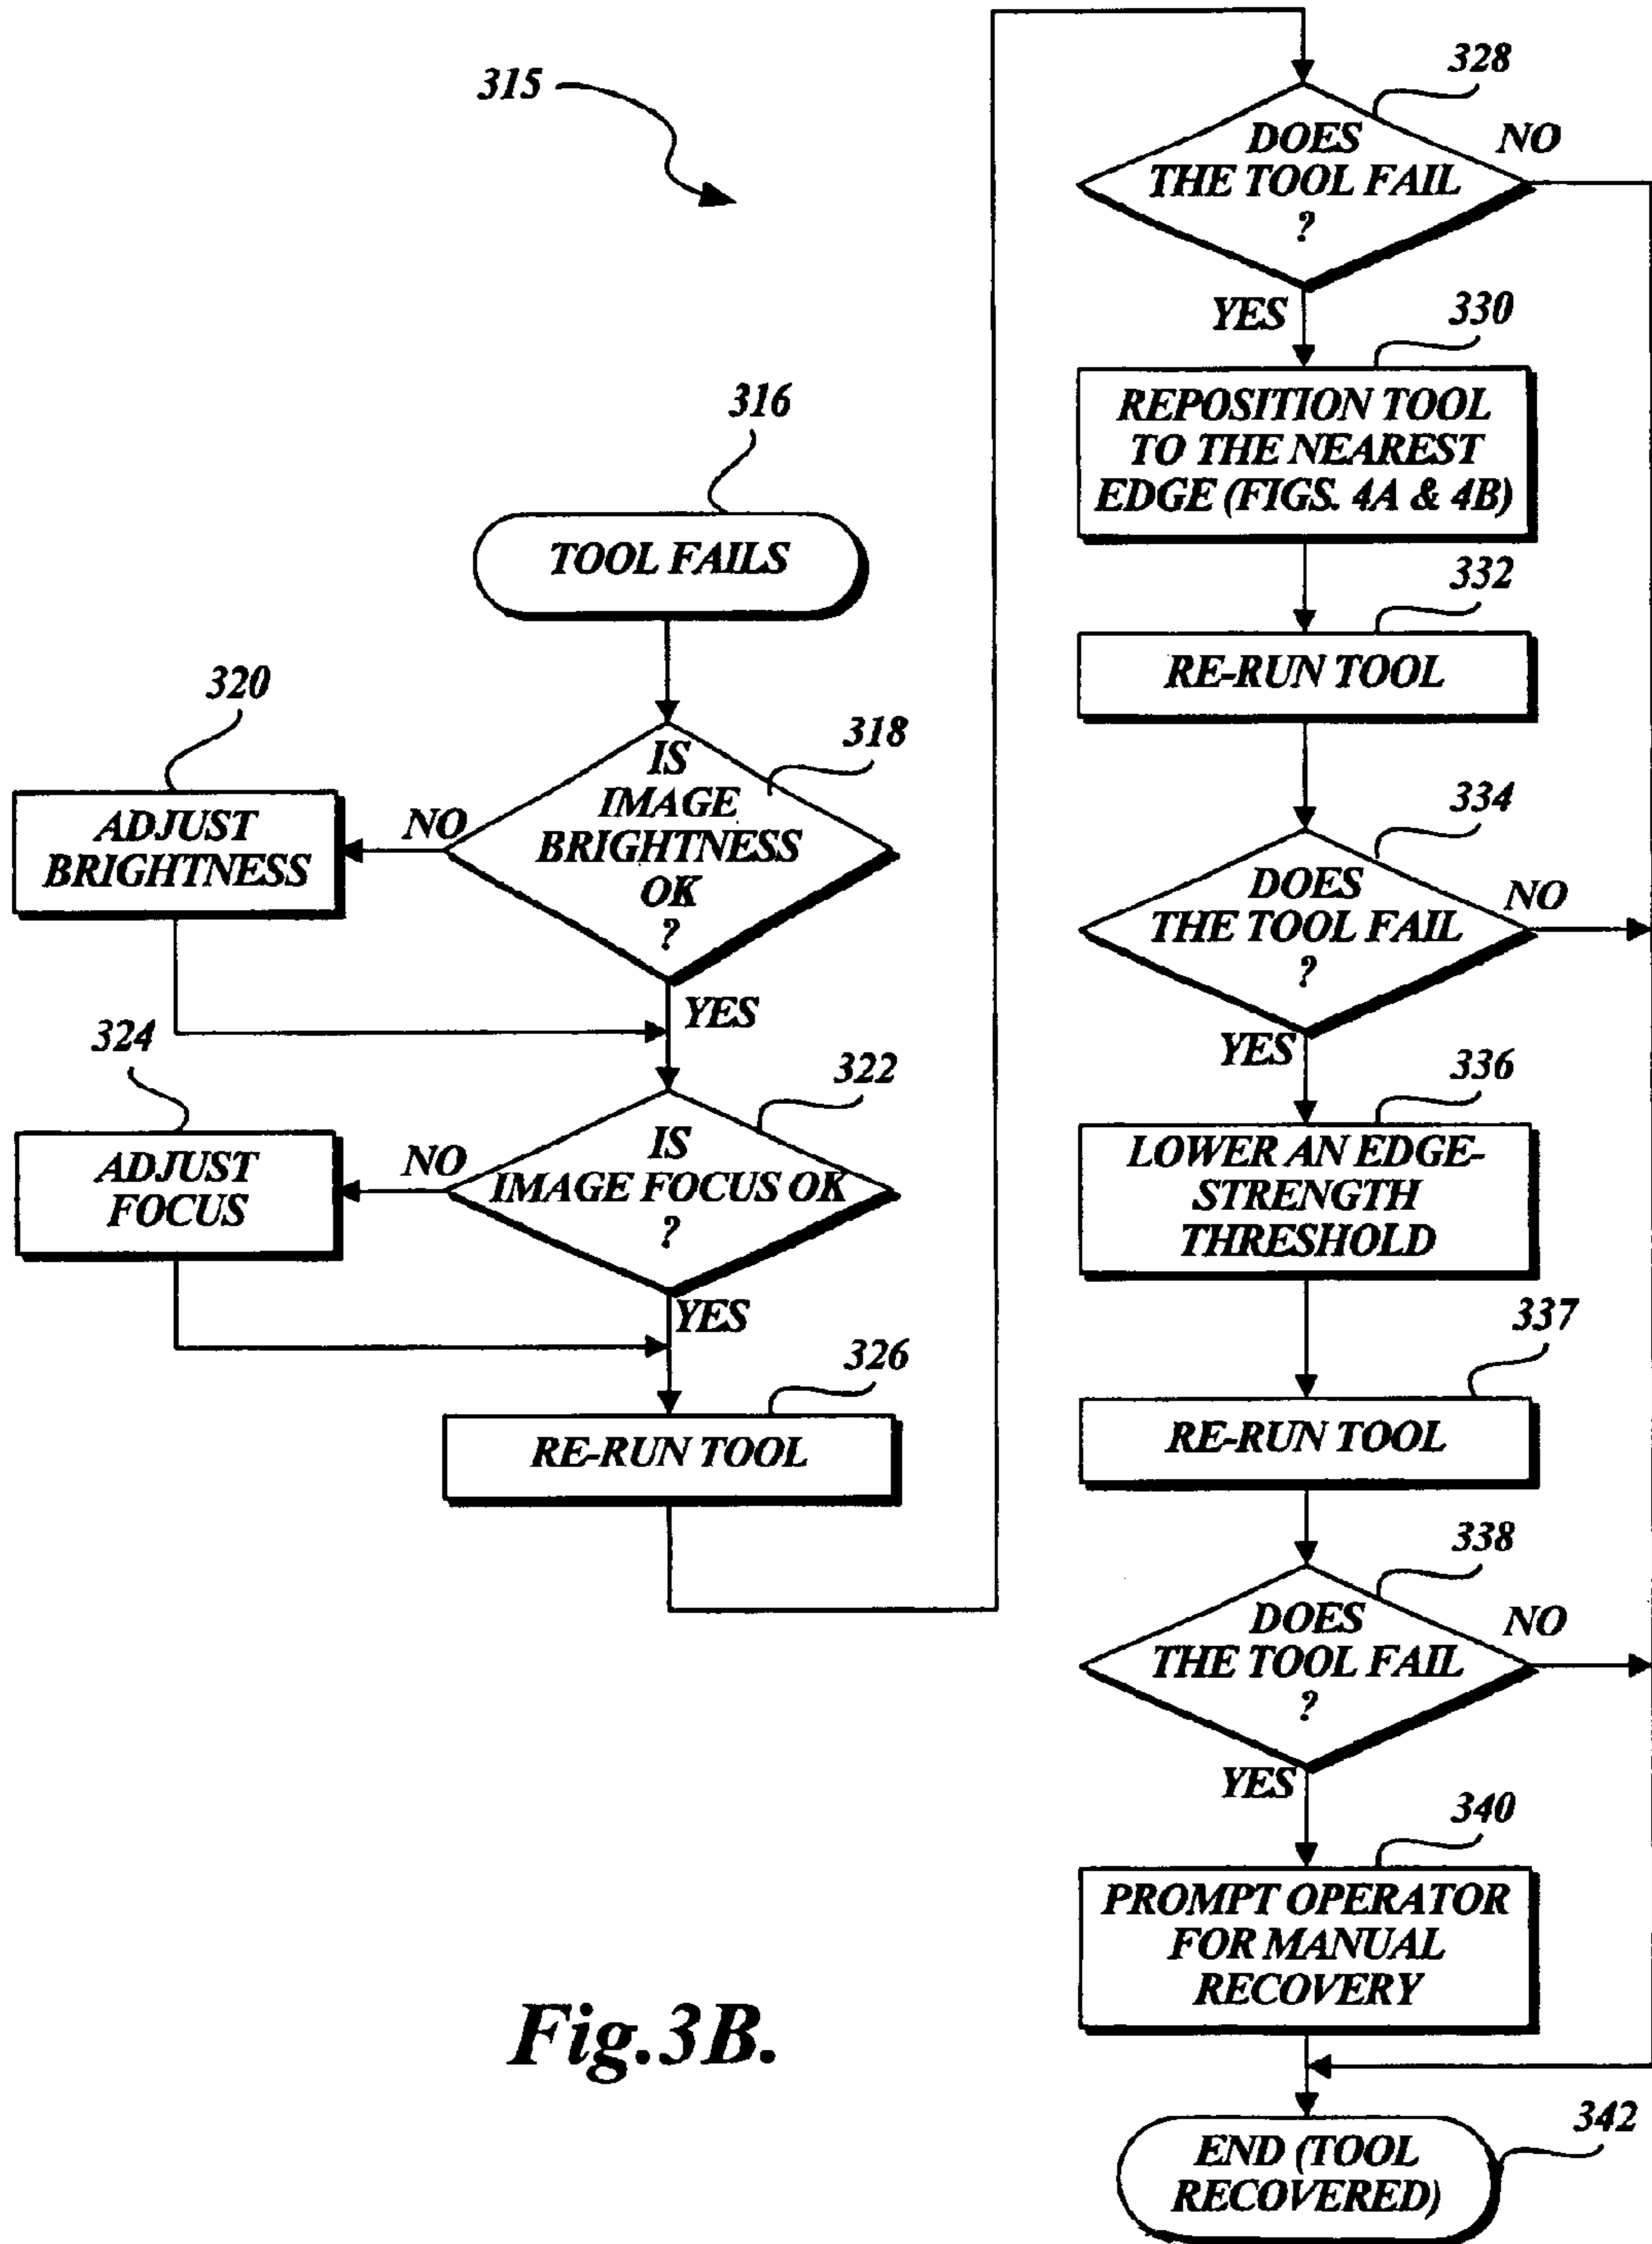 315
316
TOOL FAILS
318
IS
IMAGE
BRIGHTNESS
OK
?
NO
320
ADJUST
BRIGHTNESS
YES
322
IS
IMAGE FOCUS OK
?
NO
324
ADJUST
FOCUS
YES
326
RE-RUN TOOL
328
DOES
THE TOOL FAIL
?
NO
YES
330
REPOSITION TOOL
TO THE NEAREST
EDGE (FIGS. 4A & 4B)
332
RE-RUN TOOL
334
DOES
THE TOOL FAIL
?
NO
YES
336
LOWER AN EDGE-
STRENGTH
THRESHOLD
337
RE-RUN TOOL
338
DOES
THE TOOL FAIL
?
NO
YES
340
PROMPT OPERATOR
FOR MANUAL
RECOVERY
342
END (TOOL
RECOVERED)
Fig.3B.